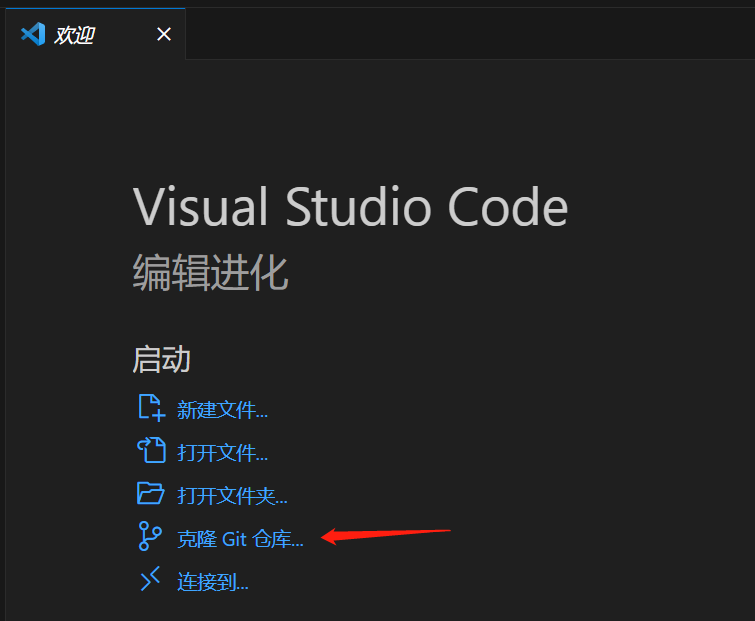 欢迎
Visual Studio Code
编辑进化
启动
新建文件...
打开文件...
打开文件夹...
克隆 Git 仓库...
连接到...